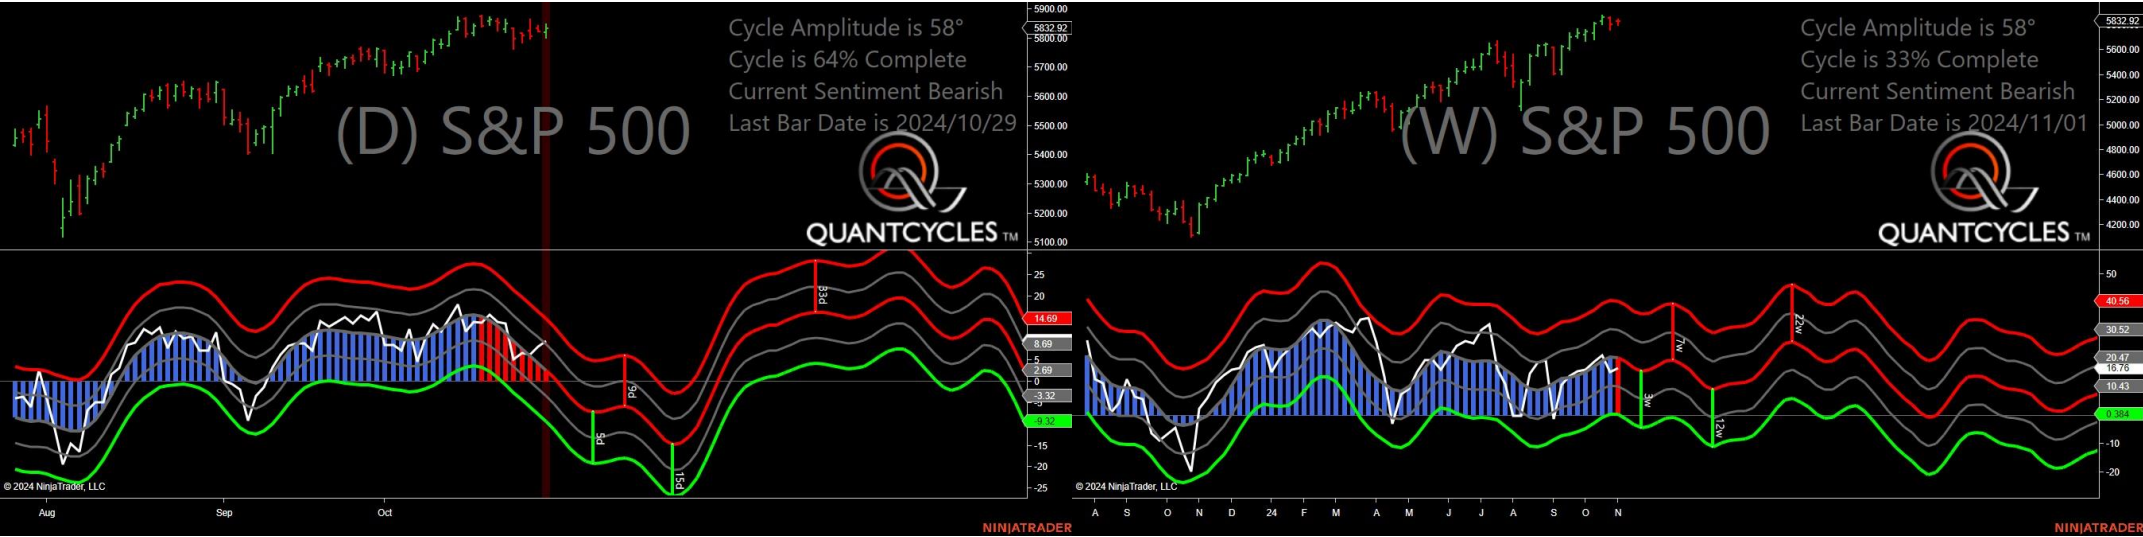 Cycle Amplitude is 58°
Cycle is 64% Complete
Current Sentiment Bearish
Last Bar Date is 2024/10/29
(D) S&P 500
QUANTCYCLES TM
5900.00
5832.92
5800.00
5700.00
5600.00
5500.00
5400.00
5300.00
5200.00
5100.00
25
20
14.69
8.69
5
2.69
0
-3.32
-5
-9.32
-15
-20
-25
5d
9d
15d
33d
© 2024 NinjaTrader, LLC
Aug Sep Oct
NINJATRADER
Cycle Amplitude is 58°
Cycle is 33% Complete
Current Sentiment Bearish
Last Bar Date is 2024/11/01
(W) S&P 500
QUANTCYCLES TM
5832.92
5600.00
5400.00
5200.00
5000.00
4800.00
4600.00
4400.00
4200.00
50
40.56
30.52
20.47
16.76
10.43
0.384
-10
-20
3w
7w
12w
22w
© 2024 NinjaTrader, LLC
A S O N D 24 F M A M J J A S O N
NINJATRADER